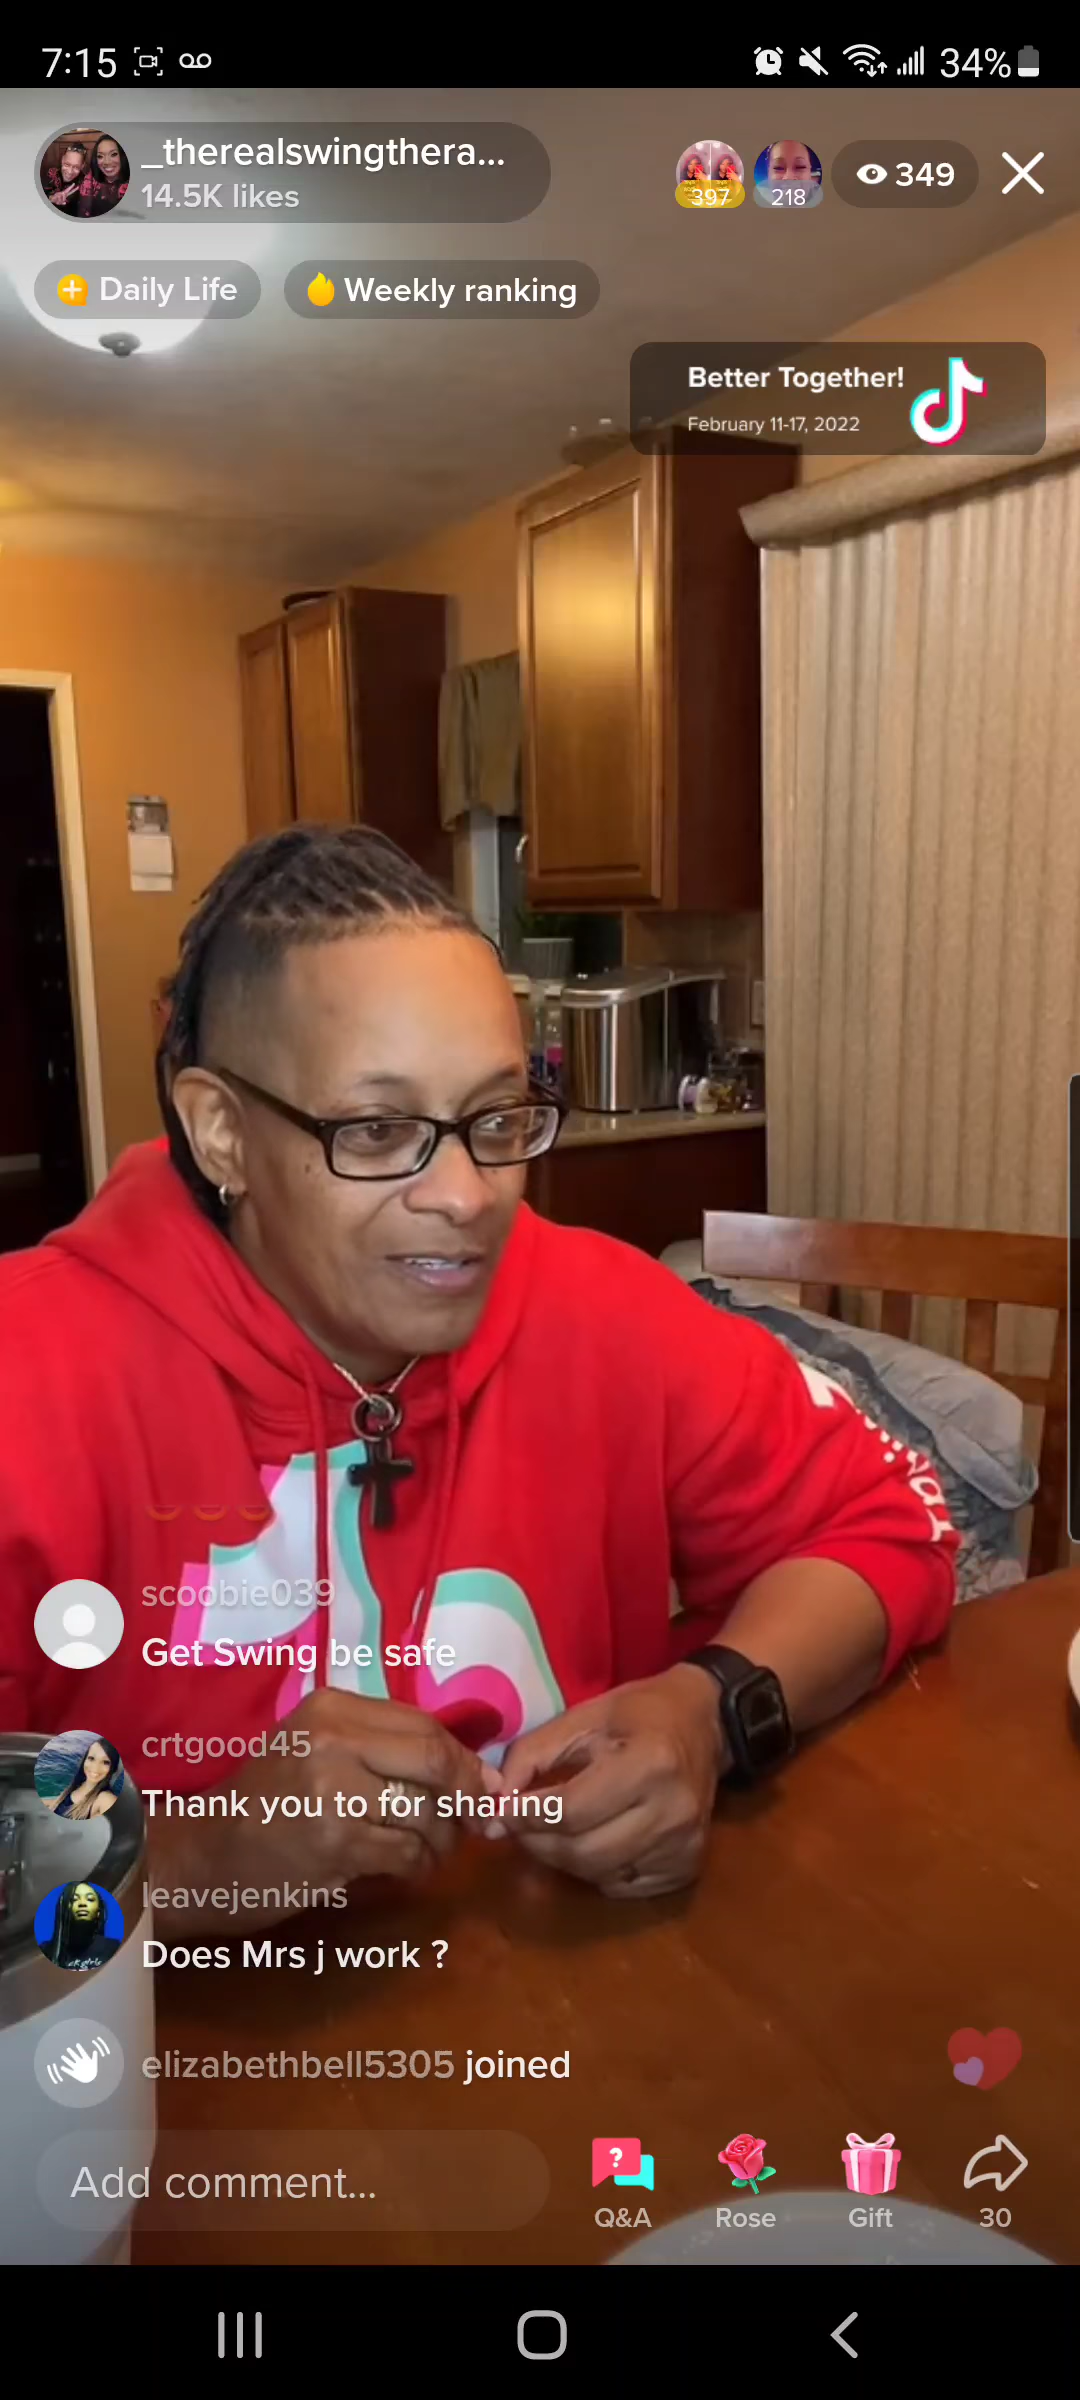 7:15
34%
_therealswingthera...
14.5K likes
397
218
349
Daily Life
Weekly ranking
Better Together!
February 11-17, 2022
scoobie039
Get Swing be safe
crtgood45
Thank you to for sharing
leavejenkins
Does Mrs j work ?
elizabethbell5305 joined
Add comment...
?
Q&A
Rose
Gift
30